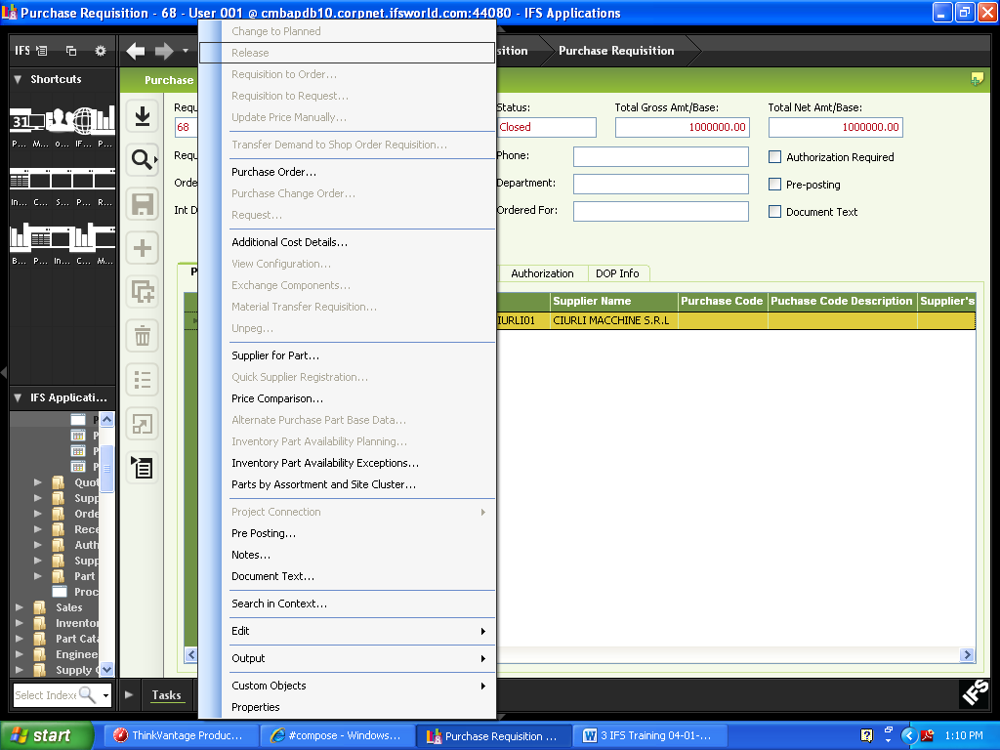 Purchase Requisition - 68 - User 001 @ cmbapdb10.corpnet.ifsworld.com:44080 - IFS Applications
IFS
sition
Purchase Requisition
Shortcuts
Purchase
31
P... M... o... IF... P...
In... C... S... P... R...
B... P... In... C... M...
Requ
68
Requ
Orde
Int D
Status:
Closed
Total Gross Amt/Base:
1000000.00
Total Net Amt/Base:
1000000.00
Phone:
Department:
Ordered For:
Authorization Required
Pre-posting
Document Text
P
Authorization
DOP Info
Supplier Name
Purchase Code
Puchase Code Description
Supplier's
IURLI01
CIURLI MACCHINE S.R.L
Change to Planned
Release
Requisition to Order...
Requisition to Request...
Update Price Manually...
Transfer Demand to Shop Order Requisition...
Purchase Order...
Purchase Change Order...
Request...
Additional Cost Details...
View Configuration...
Exchange Components...
Material Transfer Requisition...
Unpeg...
Supplier for Part...
Quick Supplier Registration...
Price Comparison...
Alternate Purchase Part Base Data...
Inventory Part Availability Planning...
Inventory Part Availability Exceptions...
Parts by Assortment and Site Cluster...
Project Connection
Pre Posting...
Notes...
Document Text...
Search in Context...
Edit
Output
Custom Objects
Properties
IFS Applicati...
P
P
P
P
Quot
Supp
Orde
Rece
Auth
Supp
Part
Proc
Sales
Inventor
Part Cata
Enginee
Supply C
Select Indexe
Tasks
IFS
start
ThinkVantage Produc...
#compose - Windows...
Purchase Requisition ...
3 IFS Training 04-01-...
1:10 PM